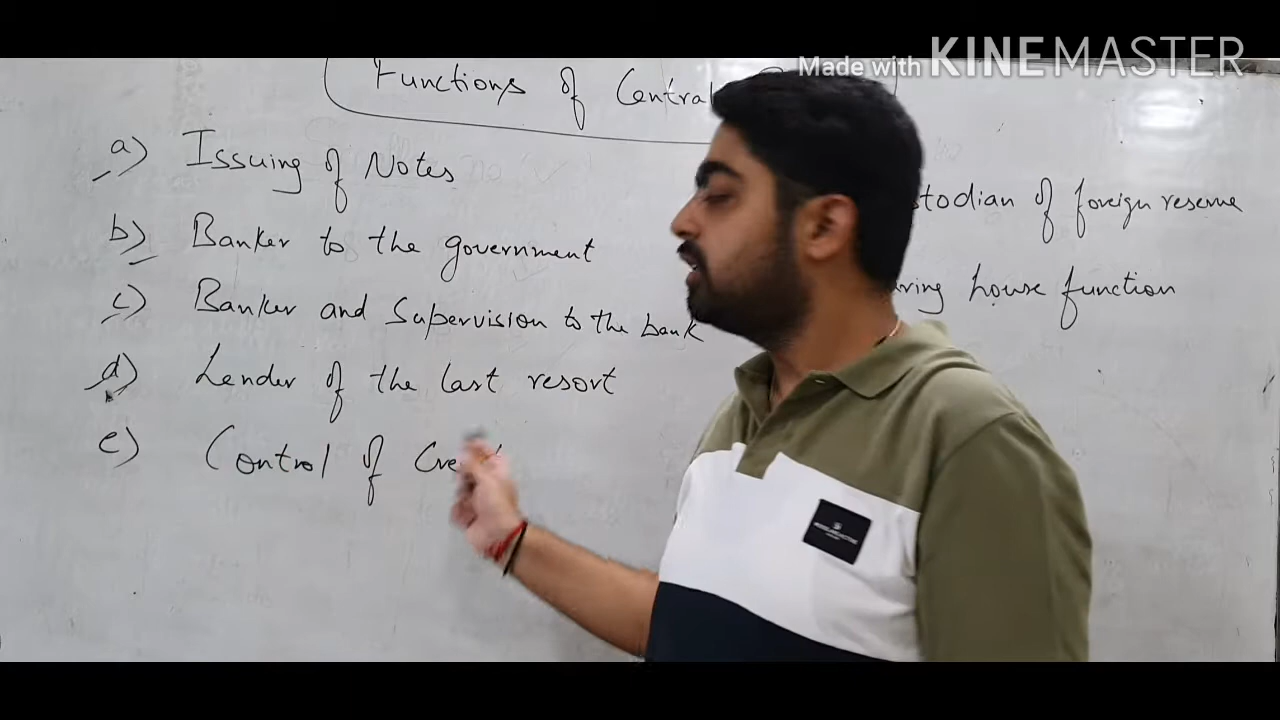 Made with KINEMASTER
Functions of Central
a) Issuing of Notes
b) Banker to the government
c) Banker and Supervision to the bank
d) Lender of the last resort
e) Control of
stodian of foreign reserve
aring house function